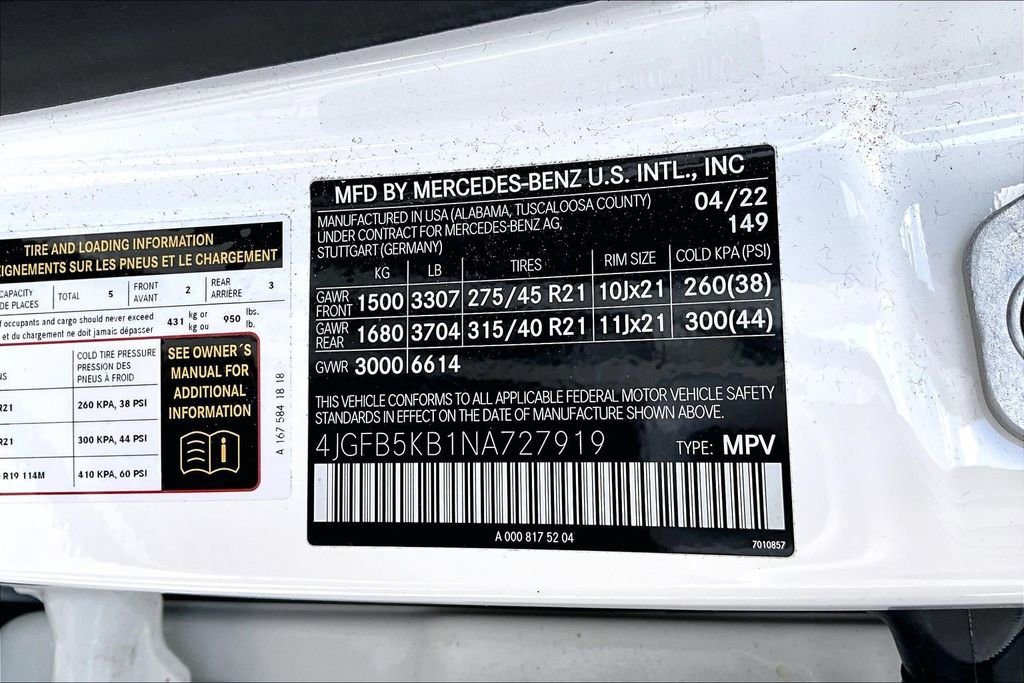 TIRE AND LOADING INFORMATION
SUR LES PNEUS ET LE CHARGEMENT
DE PLACES
TOTAL 5
FRONT 2
AVANT
REAR 3
ARRIÈRE
occupants and cargo should never exceed
et du chargement ne doit jamais dépasser
431 kg or 950 lbs.
kg ou lb.
COLD TIRE PRESSURE
PRESSION DES
PNEUS À FROID
260 KPA, 38 PSI
300 KPA, 44 PSI
R19 114M 410 KPA, 60 PSI
SEE OWNER'S
MANUAL FOR
ADDITIONAL
INFORMATION
A 167 584 18 18
MFD BY MERCEDES-BENZ U.S. INTL., INC
MANUFACTURED IN USA (ALABAMA, TUSCALOOSA COUNTY) 04/22
UNDER CONTRACT FOR MERCEDES-BENZ AG, 149
STUTTGART (GERMANY)
KG LB TIRES RIM SIZE COLD KPA(PSI)
GAWR FRONT 1500 3307 275/45 R21 10Jx21 260(38)
GAWR REAR 1680 3704 315/40 R21 11Jx21 300(44)
GVWR 3000 6614
THIS VEHICLE CONFORMS TO ALL APPLICABLE FEDERAL MOTOR VEHICLE SAFETY
STANDARDS IN EFFECT ON THE DATE OF MANUFACTURE SHOWN ABOVE.
4JGFB5KB1NA727919 TYPE: MPV
A 000 817 52 04
7010857